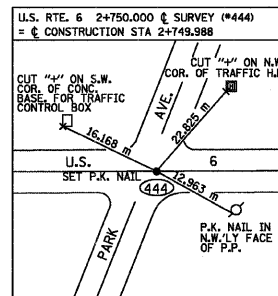 U.S. RTE. 6 2+750.000 ℄ SURVEY (*444)
= ℄ CONSTRUCTION STA 2+749.988
CUT "+" ON N.W
COR. OF TRAFFIC H.
CUT "+" ON S.W.
COR. OF CONC.
BASE. FOR TRAFFIC
CONTROL BOX
AVE.
22.825 m
16.168 m
U.S. 6
SET P.K. NAIL
444
12.963 m
PARK
P.K. NAIL IN
N.W.'LY FACE
OF P.P.